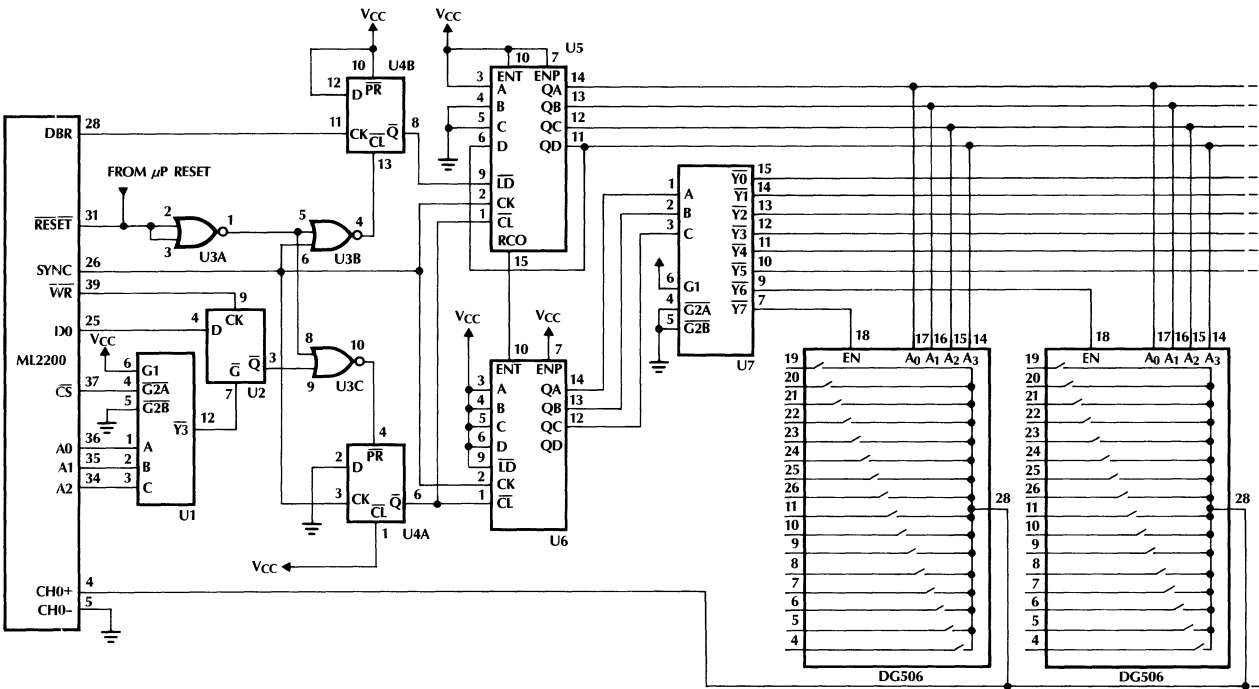 VCC
VCC
U5
10
U4B
12
D
PR
11
CK
CL
Q
8
13
10
7
ENT
ENP
3
A
QA
14
4
B
QB
13
5
C
QC
12
6
D
QD
11
9
LD
2
CK
1
CL
RCO
15
DBR
28
FROM μP RESET
RESET
31
2
1
3
U3A
5
4
6
U3B
SYNC
26
WR
39
9
CK
D0
25
4
D
G
Q
3
7
U2
8
10
9
U3C
VCC
ML2200
6
G1
CS
37
4
G2A
5
G2B
Y3
12
A0
36
1
A
A1
35
2
B
A2
34
3
C
U1
4
2
D
PR
3
CK
Q
6
CL
1
U4A
VCC
VCC
VCC
10
7
ENT
ENP
3
A
QA
14
4
B
QB
13
5
C
QC
12
6
D
QD
9
LD
2
CK
1
CL
U6
1
A
Y0
15
2
B
Y1
14
3
C
Y2
13
Y3
12
Y4
11
Y5
10
6
G1
Y6
9
4
G2A
Y7
7
5
G2B
U7
CH0+
4
CH0–
5
18
17
16
15
14
EN
A0
A1
A2
A3
19
20
21
22
23
24
25
26
11
10
9
8
7
6
5
4
28
DG506
18
17
16
15
14
EN
A0
A1
A2
A3
19
20
21
22
23
24
25
26
11
10
9
8
7
6
5
4
28
DG506